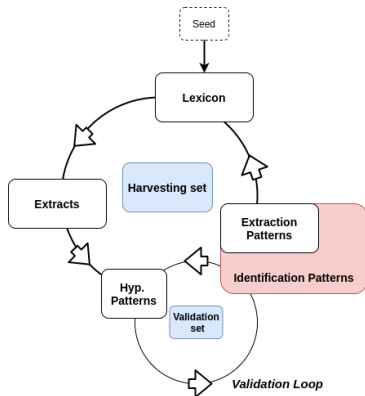 Seed
Lexicon
Harvesting set
Extracts
Extraction
Patterns
Identification Patterns
Hyp.
Patterns
Validation
set
Validation Loop